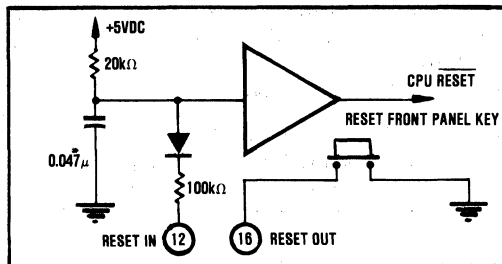 +5VDC
20kΩ
CPU RESET
RESET FRONT PANEL KEY
0.047μ
100kΩ
RESET IN 12
16 RESET OUT